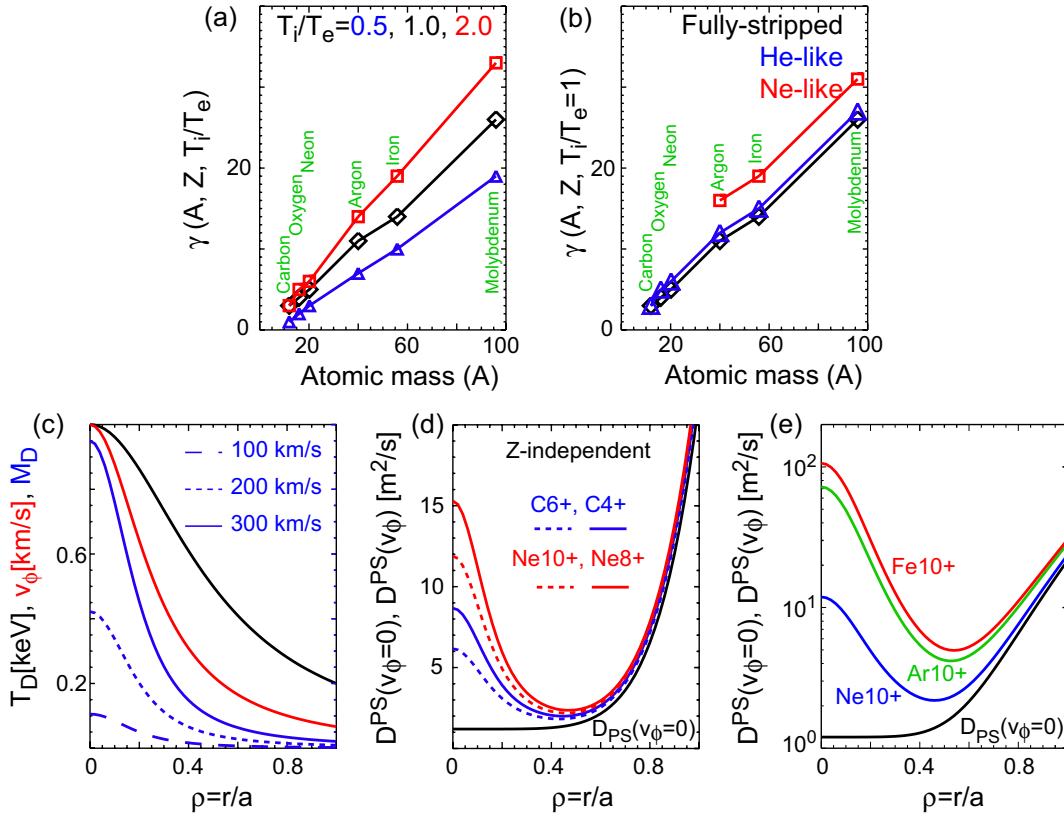 (a)
T_i/T_e=0.5, 1.0, 2.0
γ (A, Z, T_i/T_e)
20
0
Carbon
Oxygen
Neon
Argon
Iron
Molybdenum
20 60 100
Atomic mass (A)
(b)
Fully-stripped
He-like
Ne-like
γ (A, Z, T_i/T_e=1)
20
0
Carbon
Oxygen
Neon
Argon
Iron
Molybdenum
20 60 100
Atomic mass (A)
(c)
100 km/s
200 km/s
300 km/s
T_D[keV], v_ϕ[km/s], M_D
0.6
0.2
0 0.4 0.8
ρ=r/a
(d)
Z-independent
C6+, C4+
Ne10+, Ne8+
D_PS(v_ϕ=0)
D^PS(v_ϕ=0), D^PS(v_ϕ) [m²/s]
15
10
5
0 0.4 0.8
ρ=r/a
(e)
Fe10+
Ar10+
Ne10+
D_PS(v_ϕ=0)
D^PS(v_ϕ=0), D^PS(v_ϕ) [m²/s]
10²
10¹
10⁰
0 0.4 0.8
ρ=r/a